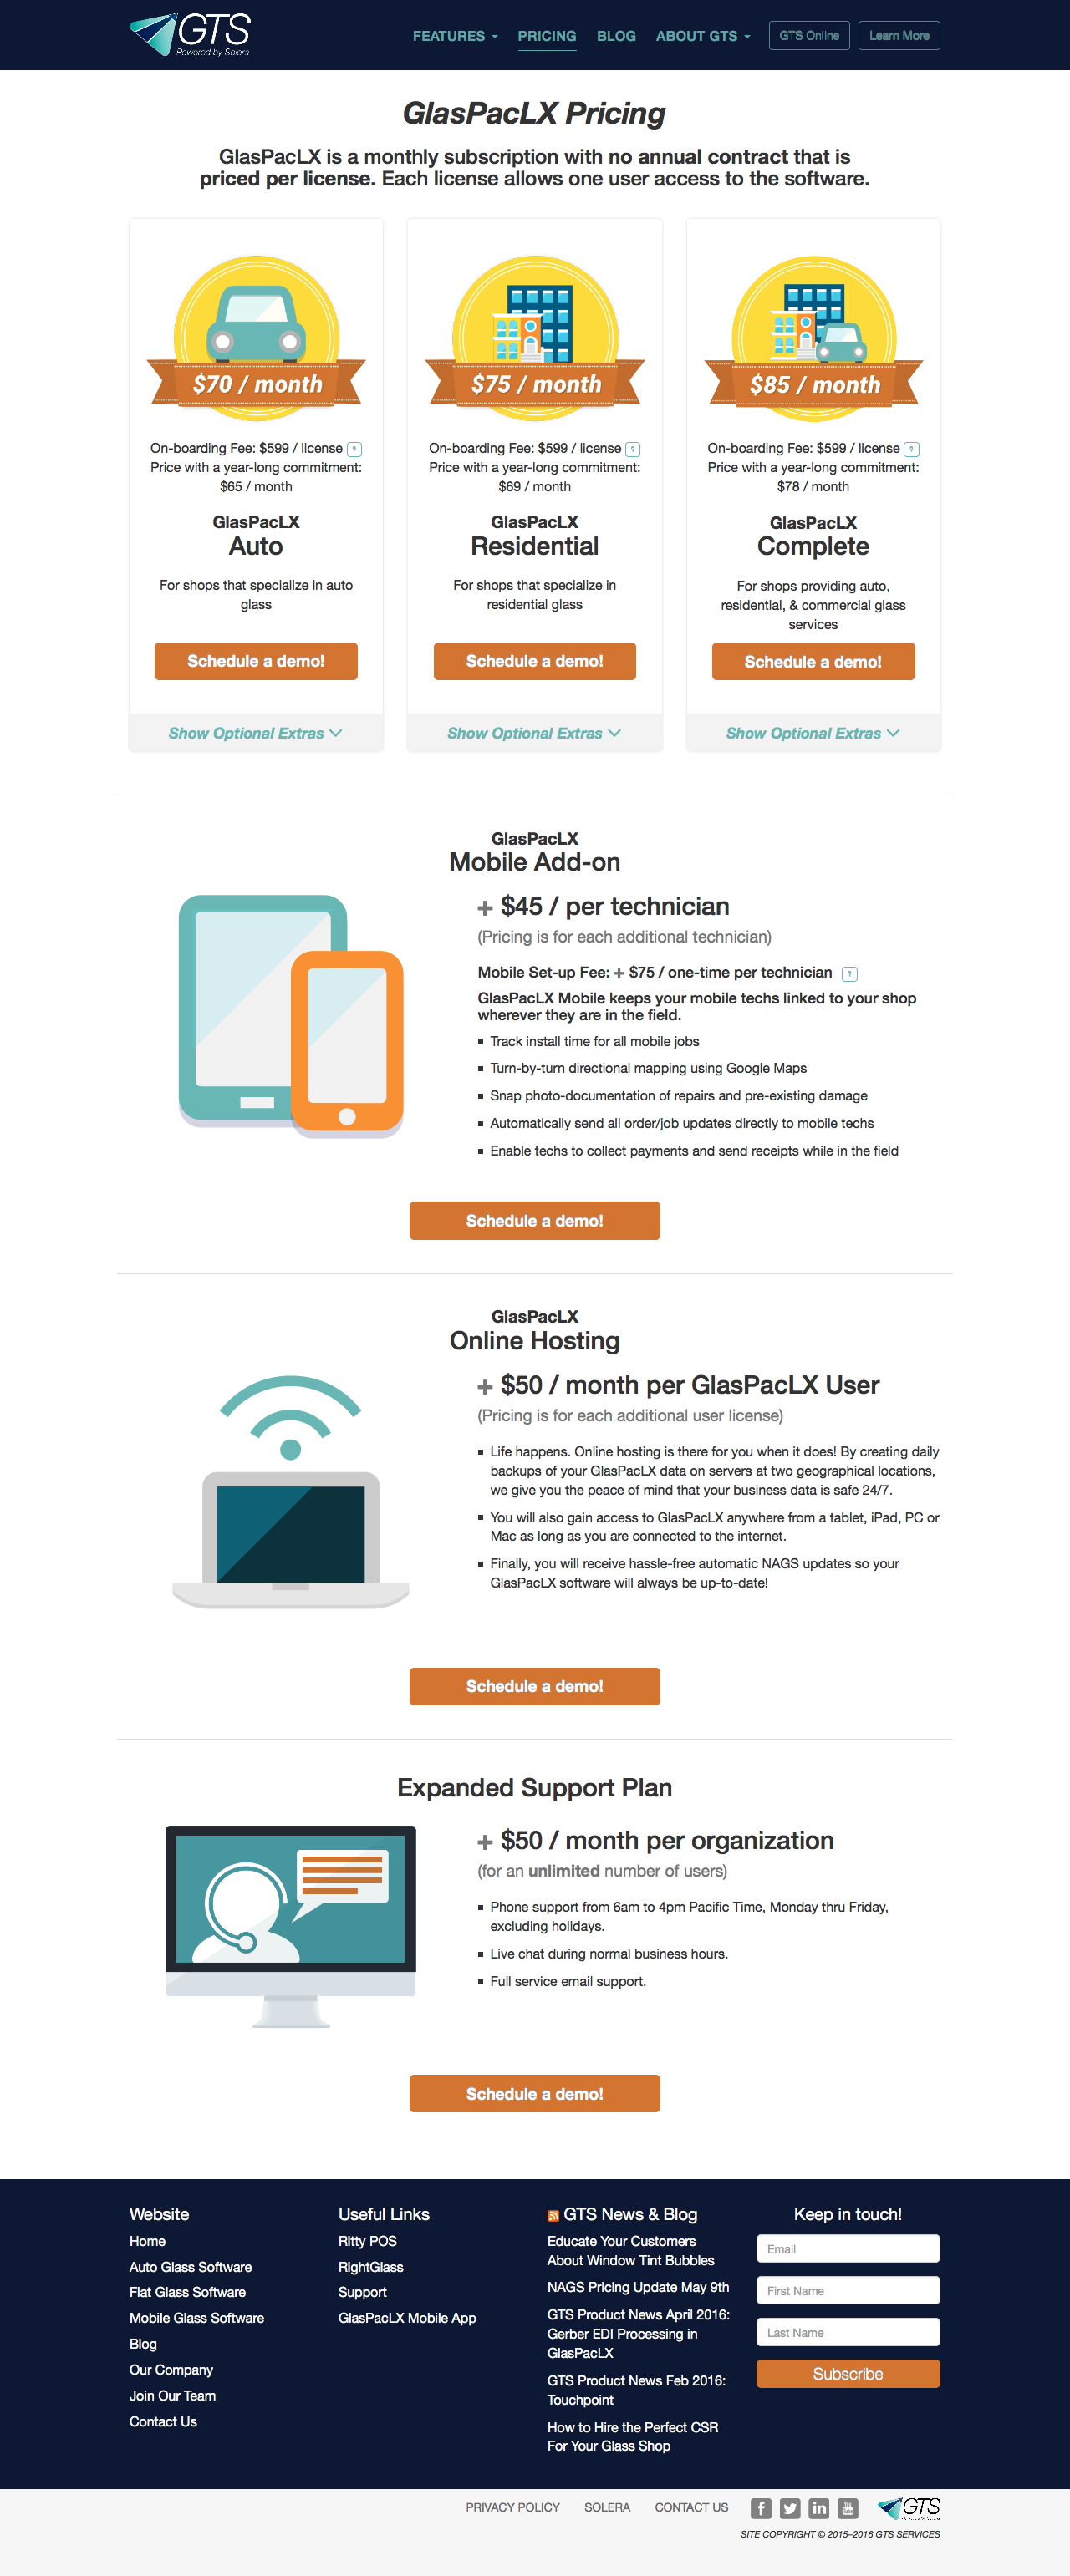 GTS
Powered by Solera
FEATURES
PRICING
BLOG
ABOUT GTS
GTS Online
Learn More
GlasPacLX Pricing
GlasPacLX is a monthly subscription with no annual contract that is
priced per license. Each license allows one user access to the software.
$70 / month
On-boarding Fee: $599 / license ?
Price with a year-long commitment:
$65 / month
GlasPacLX
Auto
For shops that specialize in auto
glass
Schedule a demo!
Show Optional Extras
$75 / month
On-boarding Fee: $599 / license ?
Price with a year-long commitment:
$69 / month
GlasPacLX
Residential
For shops that specialize in
residential glass
Schedule a demo!
Show Optional Extras
$85 / month
On-boarding Fee: $599 / license ?
Price with a year-long commitment:
$78 / month
GlasPacLX
Complete
For shops providing auto,
residential, & commercial glass
services
Schedule a demo!
Show Optional Extras
GlasPacLX
Mobile Add-on
+ $45 / per technician
(Pricing is for each additional technician)
Mobile Set-up Fee: + $75 / one-time per technician ?
GlasPacLX Mobile keeps your mobile techs linked to your shop
wherever they are in the field.
Track install time for all mobile jobs
Turn-by-turn directional mapping using Google Maps
Snap photo-documentation of repairs and pre-existing damage
Automatically send all order/job updates directly to mobile techs
Enable techs to collect payments and send receipts while in the field
Schedule a demo!
GlasPacLX
Online Hosting
+ $50 / month per GlasPacLX User
(Pricing is for each additional user license)
Life happens. Online hosting is there for you when it does! By creating daily
backups of your GlasPacLX data on servers at two geographical locations,
we give you the peace of mind that your business data is safe 24/7.
You will also gain access to GlasPacLX anywhere from a tablet, iPad, PC or
Mac as long as you are connected to the internet.
Finally, you will receive hassle-free automatic NAGS updates so your
GlasPacLX software will always be up-to-date!
Schedule a demo!
Expanded Support Plan
+ $50 / month per organization
(for an unlimited number of users)
Phone support from 6am to 4pm Pacific Time, Monday thru Friday,
excluding holidays.
Live chat during normal business hours.
Full service email support.
Schedule a demo!
Website
Home
Auto Glass Software
Flat Glass Software
Mobile Glass Software
Blog
Our Company
Join Our Team
Contact Us
Useful Links
Ritty POS
RightGlass
Support
GlasPacLX Mobile App
GTS News & Blog
Educate Your Customers
About Window Tint Bubbles
NAGS Pricing Update May 9th
GTS Product News April 2016:
Gerber EDI Processing in
GlasPacLX
GTS Product News Feb 2016:
Touchpoint
How to Hire the Perfect CSR
For Your Glass Shop
Keep in touch!
Email
First Name
Last Name
Subscribe
PRIVACY POLICY
SOLERA
CONTACT US
f
in
You Tube
GTS
SITE COPYRIGHT © 2015–2016 GTS SERVICES